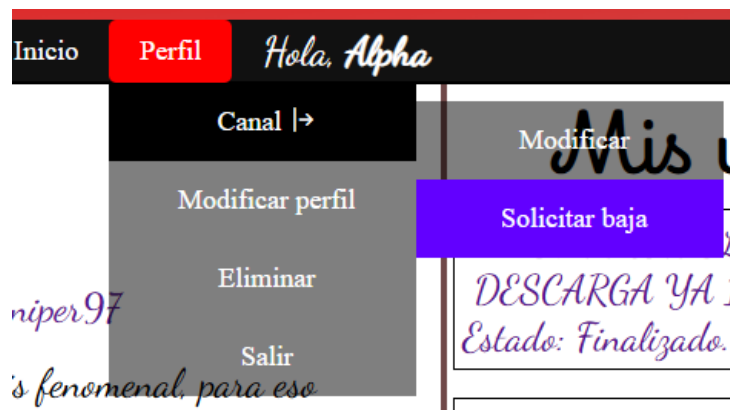 Inicio
Perfil
Hola, Alpha
Canal
Modificar perfil
Eliminar
Salir
Modificar
Solicitar baja
Mis
niper97
fenomenal, para eso
DESCARGA YA
Estado: Finalizado.